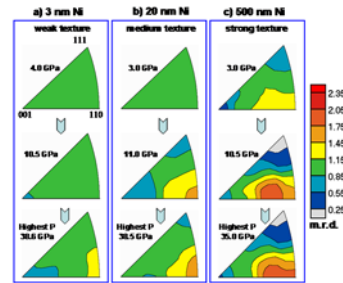 a) 3 nm Ni
b) 20 nm Ni
c) 500 nm Ni
weak texture
medium texture
strong texture
111
4.0 GPa
3.0 GPa
3.0 GPa
001
110
10.5 GPa
11.0 GPa
10.5 GPa
Highest P
38.6 GPa
Highest P
38.5 GPa
Highest P
35.0 GPa
2.35
2.05
1.75
1.45
1.15
0.85
0.55
0.25
m.r.d.